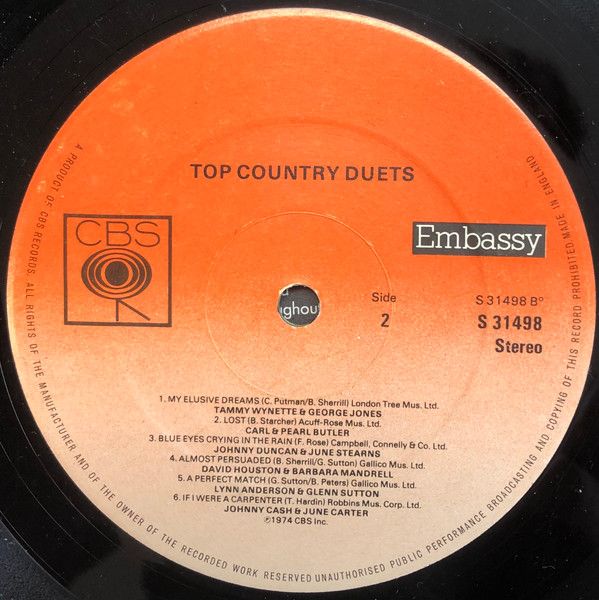 TOP COUNTRY DUETS
CBS
Embassy
Side
2
S 31498 B°
S 31498
Stereo
ghou
1. MY ELUSIVE DREAMS (C. Putman/B. Sherrill) London Tree Mus. Ltd.
TAMMY WYNETTE & GEORGE JONES
2. LOST (B. Starcher) Acuff-Rose Mus. Ltd.
CARL & PEARL BUTLER
3. BLUE EYES CRYING IN THE RAIN (F. Rose) Campbell, Connelly & Co. Ltd.
JOHNNY DUNCAN & JUNE STEARNS
4. ALMOST PERSUADED (B. Sherrill/G. Sutton) Gallico Mus. Ltd.
DAVID HOUSTON & BARBARA MANDRELL
5. A PERFECT MATCH (G. Sutton/B. Peters) Gallico Mus. Ltd.
LYNN ANDERSON & GLENN SUTTON
6. IF I WERE A CARPENTER (T. Hardin) Robbins Mus. Corp. Ltd.
JOHNNY CASH & JUNE CARTER
℗1974 CBS Inc.
A PRODUCT OF CBS RECORDS. ALL RIGHTS OF THE MANUFACTURER AND OF THE OWNER OF THE RECORDED WORK RESERVED UNAUTHORISED PUBLIC PERFORMANCE BROADCASTING AND COPYING OF THIS RECORD PROHIBITED MADE IN ENGLAND